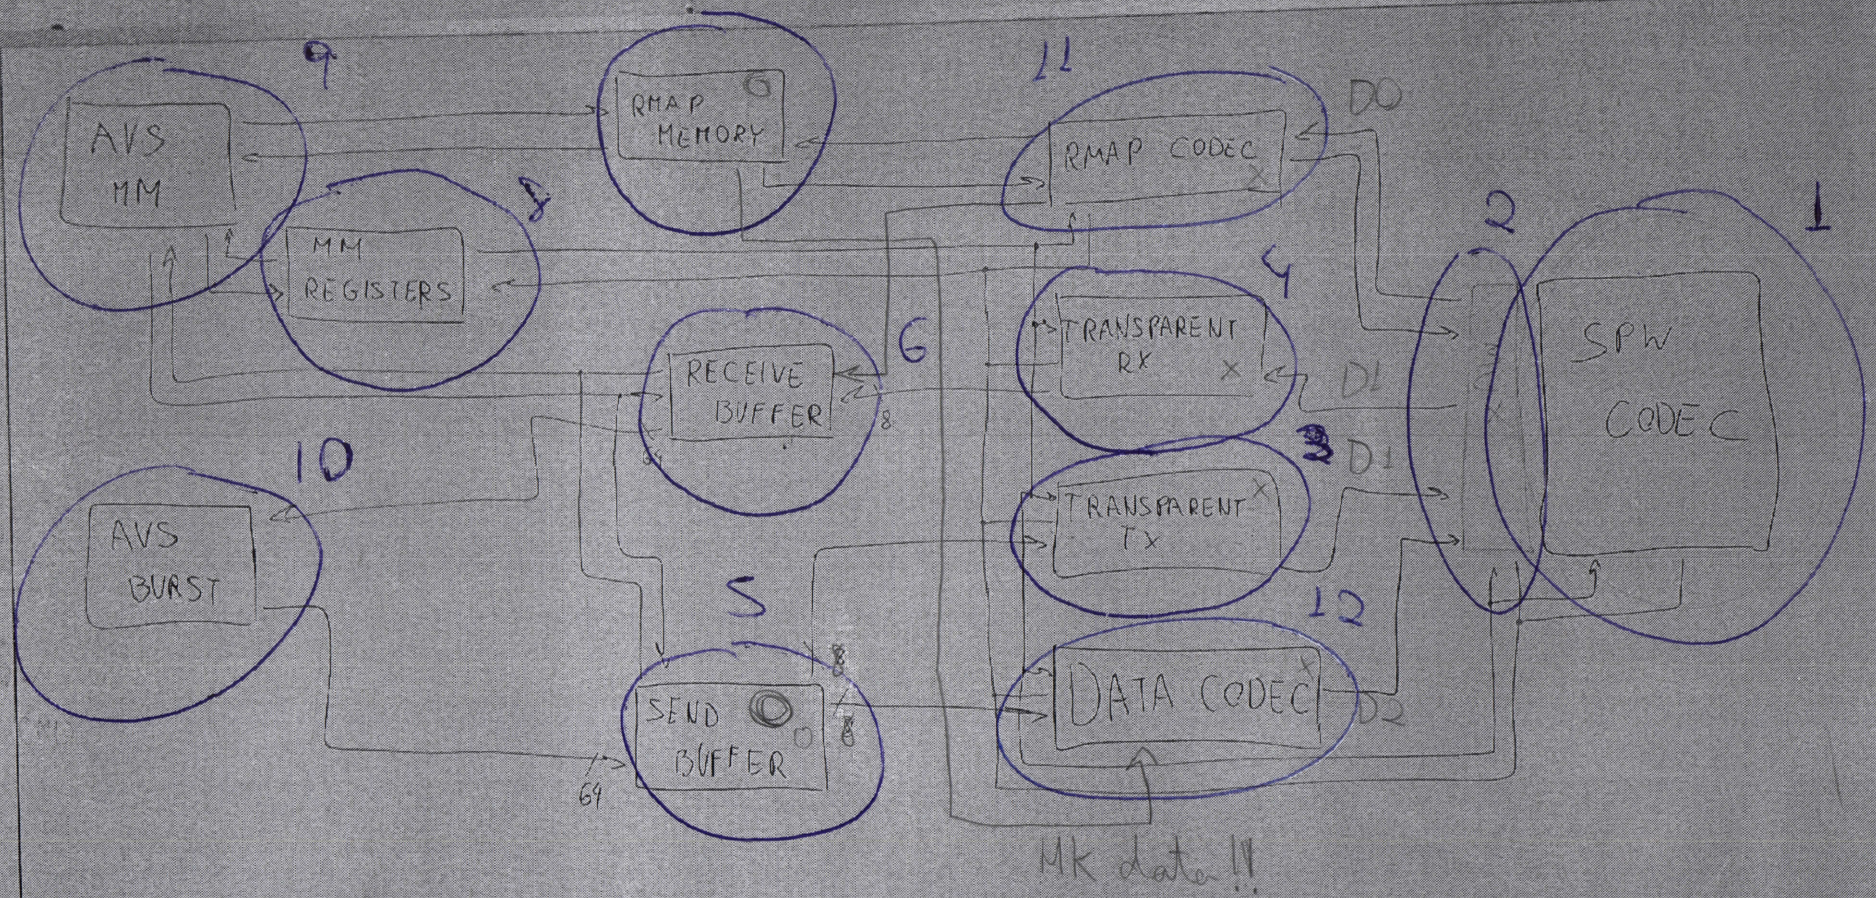 9
11
D0
AVS
MM
RMAP
MEMORY
RMAP CODEC
X
8
2
1
MM
REGISTERS
4
TRANSPARENT
RX
X
D1
6
RECEIVE
BUFFER
8
64
SPW
CODEC
10
3
D1
AVS
BURST
TRANSPARENT
TX
X
5
12
8
8
SEND
BUFFER
64
DATA CODEC
X
D2
HK data!!